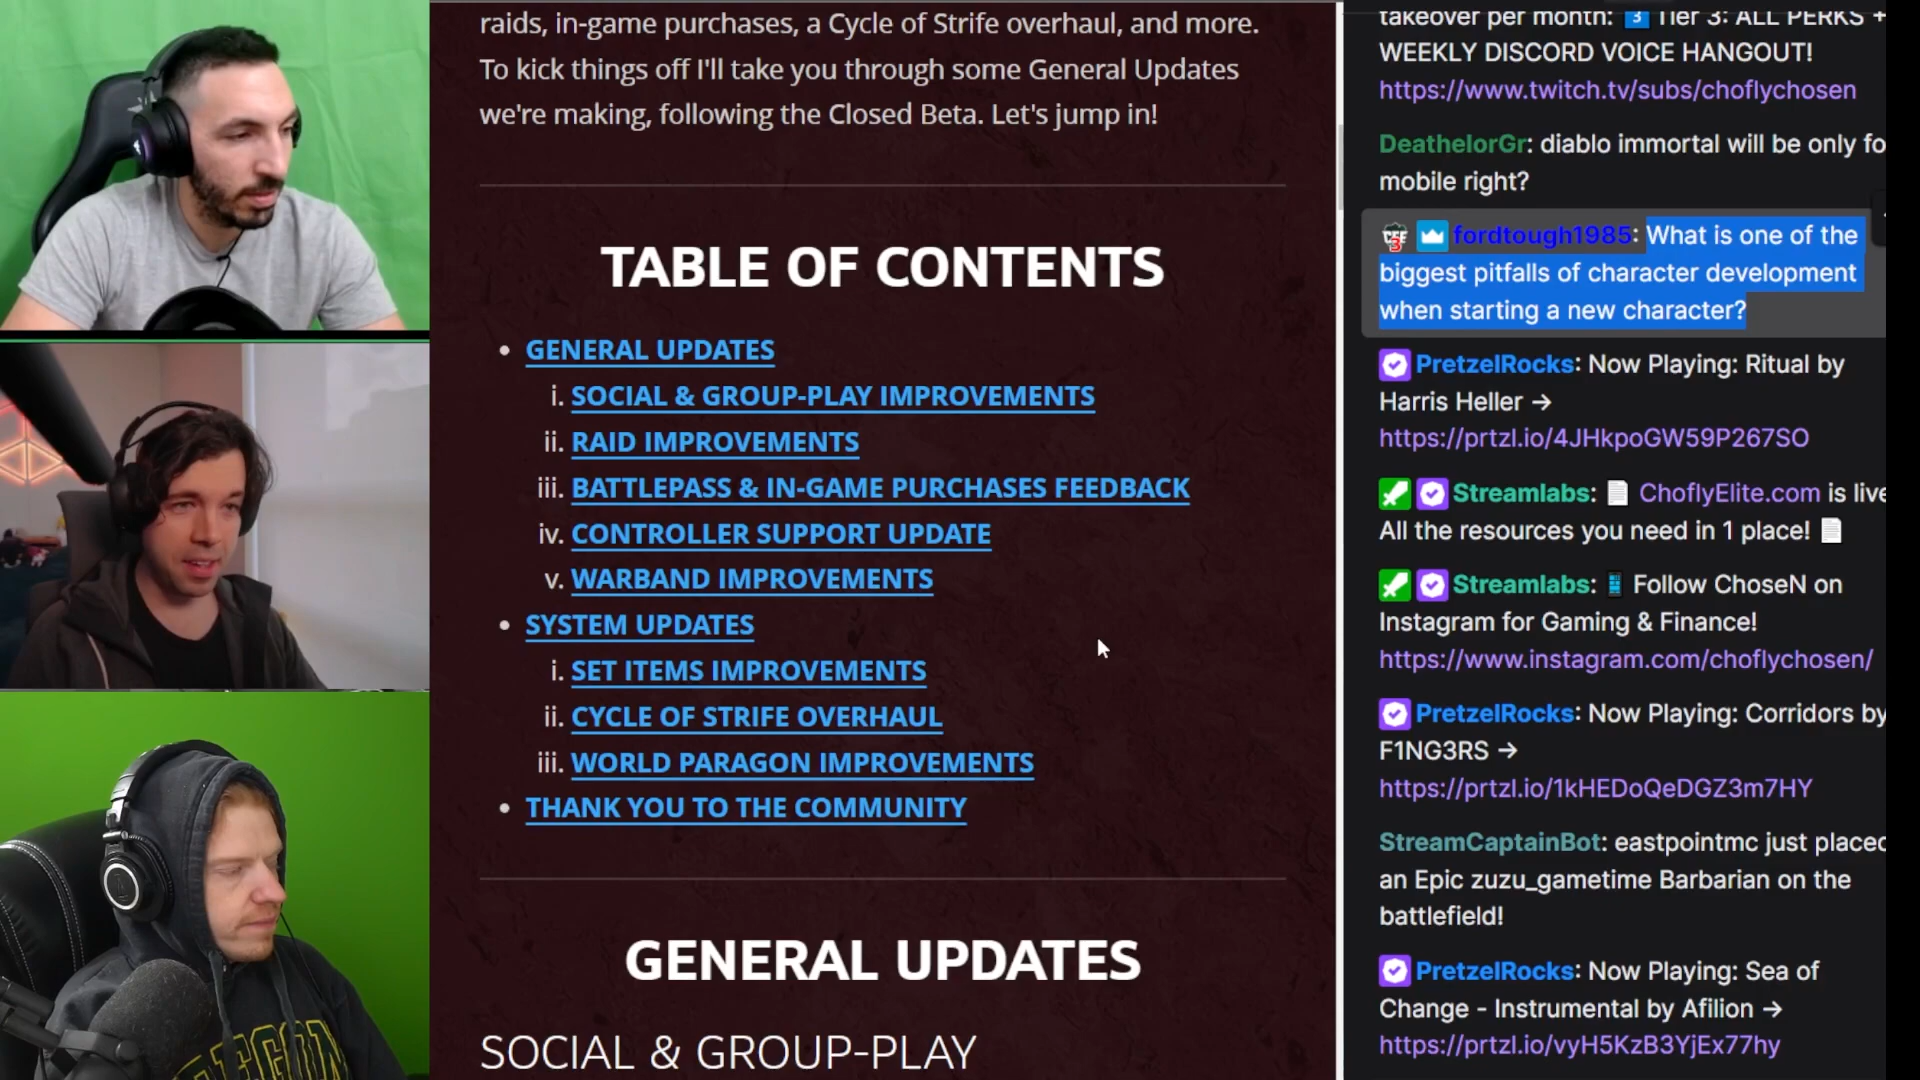 raids, in-game purchases, a Cycle of Strife overhaul, and more.
To kick things off I'll take you through some General Updates
we're making, following the Closed Beta. Let's jump in!
TABLE OF CONTENTS
• GENERAL UPDATES
i. SOCIAL & GROUP-PLAY IMPROVEMENTS
ii. RAID IMPROVEMENTS
iii. BATTLEPASS & IN-GAME PURCHASES FEEDBACK
iv. CONTROLLER SUPPORT UPDATE
v. WARBAND IMPROVEMENTS
• SYSTEM UPDATES
i. SET ITEMS IMPROVEMENTS
ii. CYCLE OF STRIFE OVERHAUL
iii. WORLD PARAGON IMPROVEMENTS
• THANK YOU TO THE COMMUNITY
GENERAL UPDATES
SOCIAL & GROUP-PLAY
takeover per month: 3 Tier 3: ALL PERKS +
WEEKLY DISCORD VOICE HANGOUT!
https://www.twitch.tv/subs/choflychosen
DeathelorGr: diablo immortal will be only fo
mobile right?
fordtough1985: What is one of the
biggest pitfalls of character development
when starting a new character?
PretzelRocks: Now Playing: Ritual by
Harris Heller →
https://prtzl.io/4JHkpoGW59P267SO
Streamlabs: ChoflyElite.com is live
All the resources you need in 1 place!
Streamlabs: Follow ChoseN on
Instagram for Gaming & Finance!
https://www.instagram.com/choflychosen/
PretzelRocks: Now Playing: Corridors by
F1NG3RS →
https://prtzl.io/1kHEDoQeDGZ3m7HY
StreamCaptainBot: eastpointmc just placed
an Epic zuzu_gametime Barbarian on the
battlefield!
PretzelRocks: Now Playing: Sea of
Change - Instrumental by Afilion →
https://prtzl.io/vyH5KzB3YjEx77hy